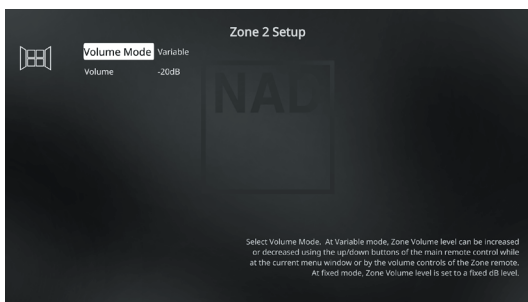 Zone 2 Setup
Volume Mode Variable
Volume -20dB
NAD
Select Volume Mode. At Variable mode, Zone Volume level can be increased
or decreased using the up/down buttons of the main remote control while
at the current menu window or by the volume controls of the Zone remote.
At fixed mode, Zone Volume level is set to a fixed dB level.